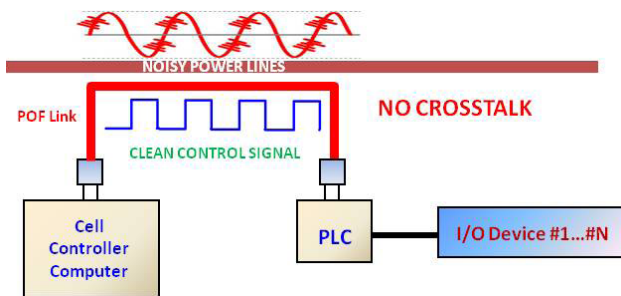 NOISY POWER LINES
POF Link
NO CROSSTALK
CLEAN CONTROL SIGNAL
Cell
Controller
Computer
PLC
I/O Device #1...#N